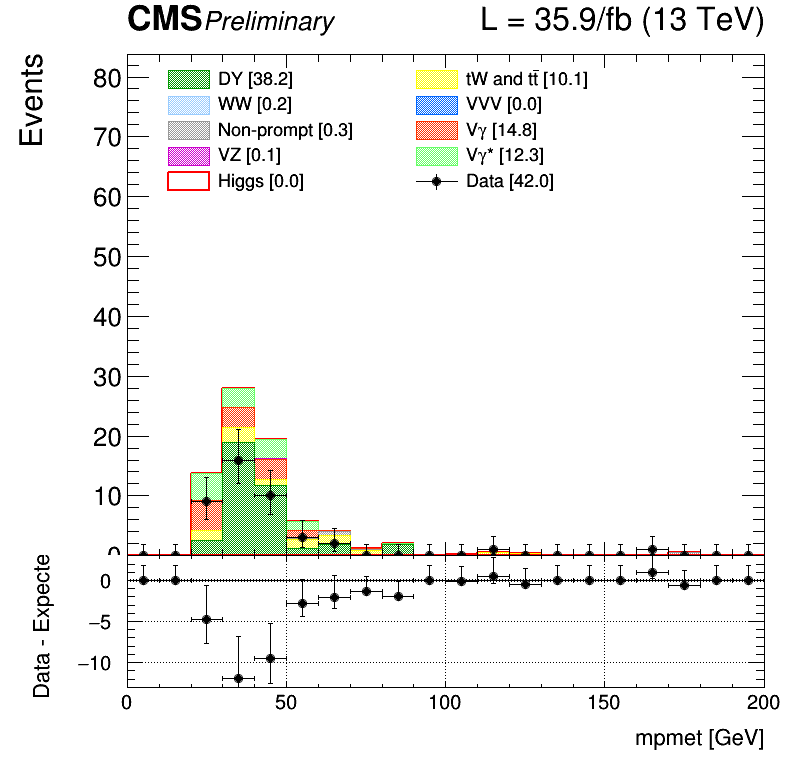 CMS Preliminary L = 35.9/fb (13 TeV)
Events
80
70
60
50
40
30
20
10
0
DY [38.2]
WW [0.2]
Non-prompt [0.3]
VZ [0.1]
Higgs [0.0]
tW and tt̄ [10.1]
VVV [0.0]
Vγ [14.8]
Vγ* [12.3]
Data [42.0]
Data - Expecte
0
−5
−10
0 50 100 150 200
mpmet [GeV]